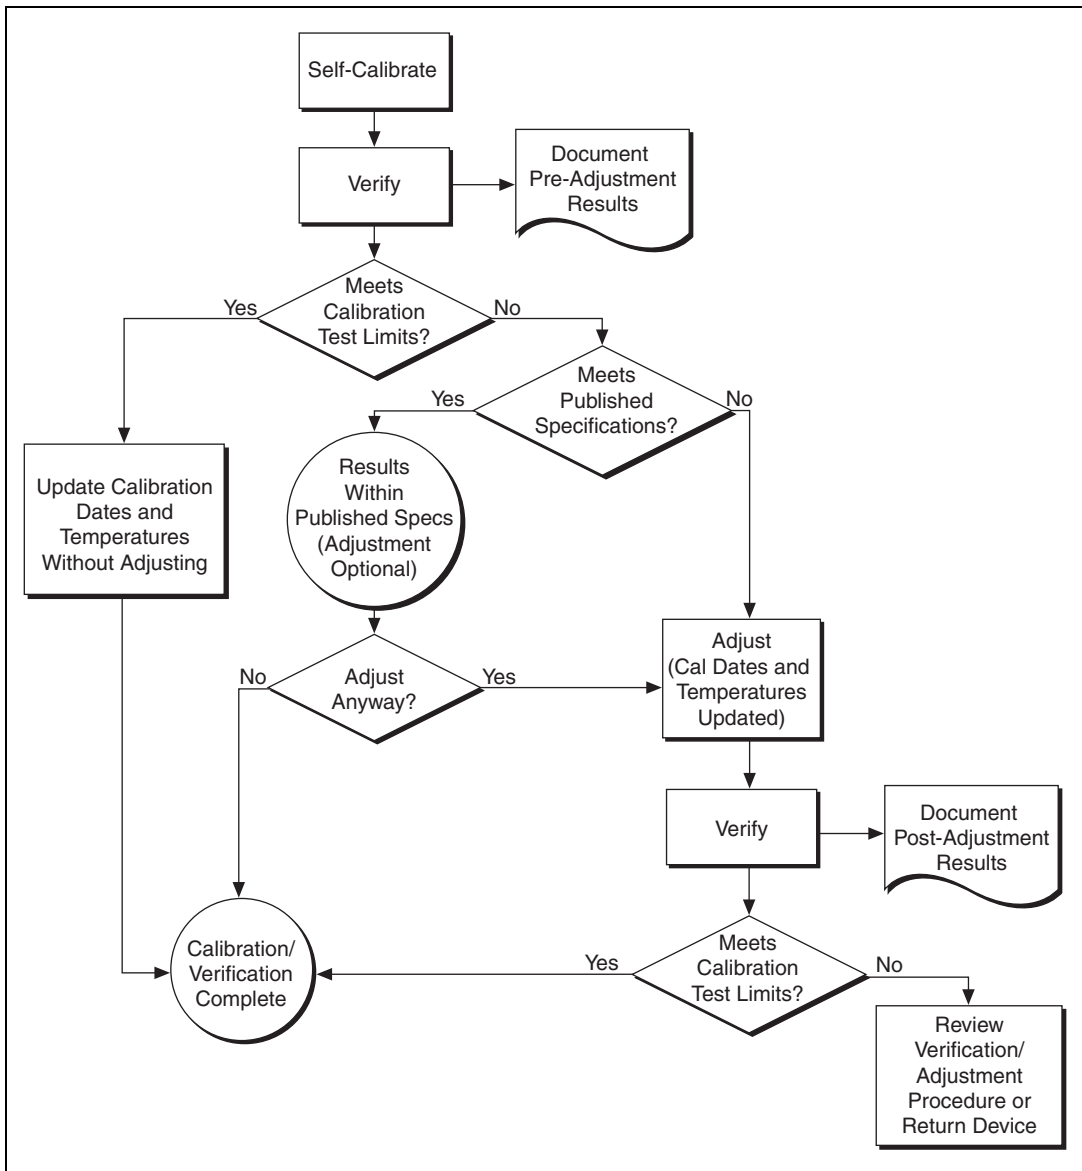 Self-Calibrate
Verify
Document
Pre-Adjustment
Results
Meets
Calibration
Test Limits?
Yes
No
Meets
Published
Specifications?
Yes
No
Update Calibration
Dates and
Temperatures
Without Adjusting
Results
Within
Published Specs
(Adjustment
Optional)
Adjust
Anyway?
No
Yes
Adjust
(Cal Dates and
Temperatures
Updated)
Verify
Document
Post-Adjustment
Results
Calibration/
Verification
Complete
Meets
Calibration
Test Limits?
Yes
No
Review
Verification/
Adjustment
Procedure or
Return Device